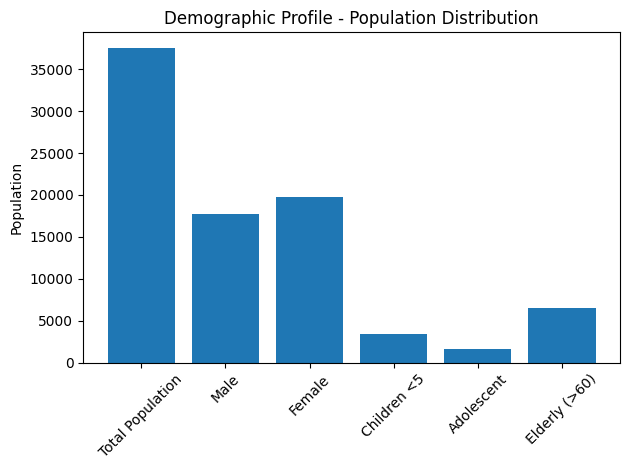 Demographic Profile - Population Distribution
Population
35000
30000
25000
20000
15000
10000
5000
0
Total Population
Male
Female
Children <5
Adolescent
Elderly (>60)